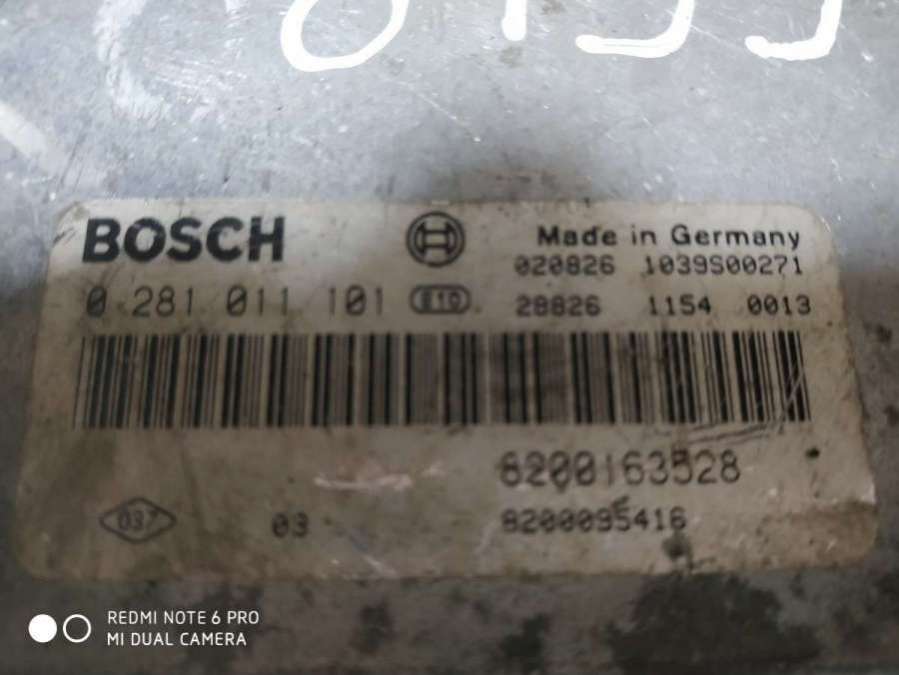 BOSCH
Made in Germany
020826 1039S00271
0 281 011 101 e10
28826 1154 0013
8200163528
037
03
8200095416
REDMI NOTE 6 PRO
MI DUAL CAMERA